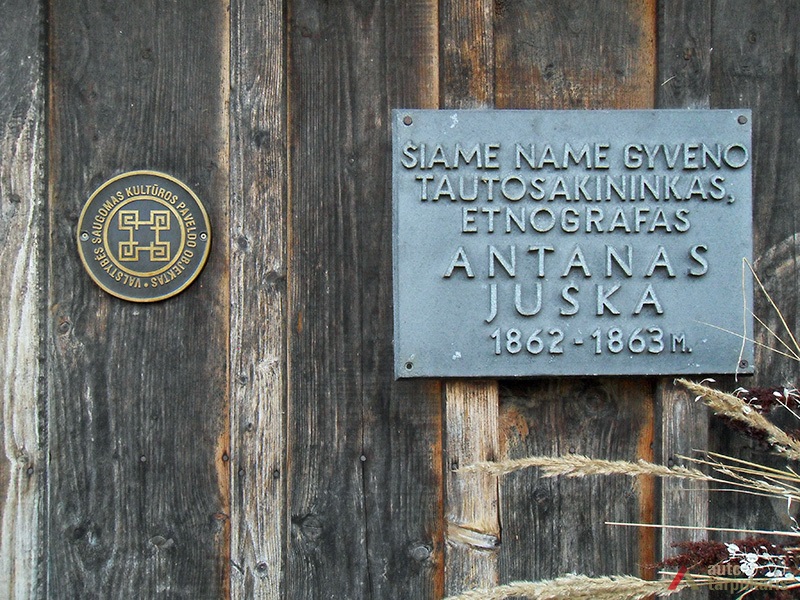 VALSTYBĖS SAUGOMAS KULTŪROS PAVELDO OBJEKTAS •
ŠIAME NAME GYVENO
TAUTOSAKININKAS,
ETNOGRAFAS
ANTANAS
JUŠKA
1862-1863 M.